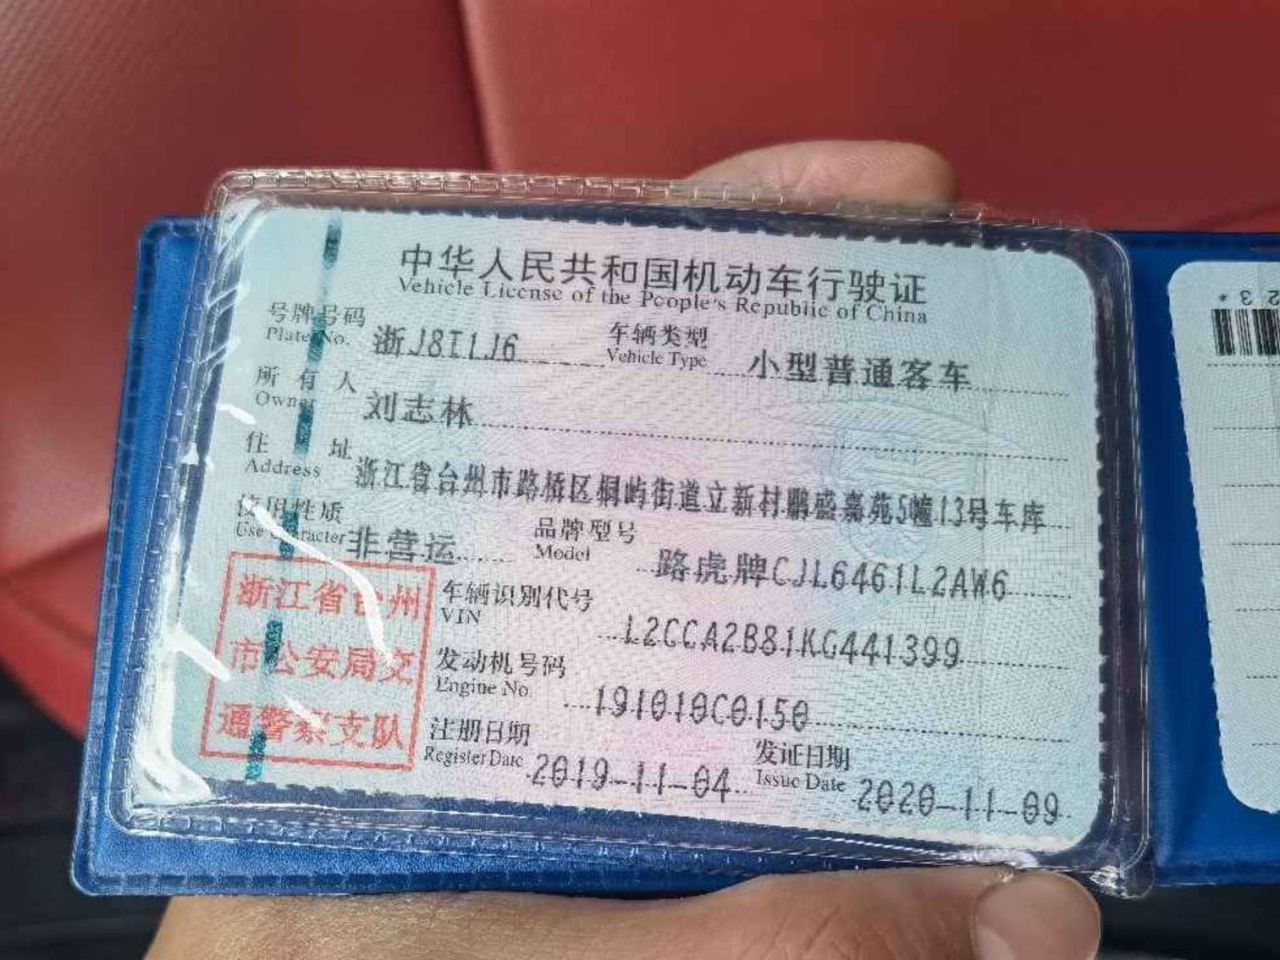 中华人民共和国机动车行驶证
Vehicle License of the People's Republic of China
号牌号码 浙J8I1J6 车辆类型 小型普通客车
Plate No. Vehicle Type
所有人 刘志林
Owner
住址 浙江省台州市路桥区桐屿街道立新村鹏盛嘉苑5幢13号车库
Address
使用性质 非营运 品牌型号 路虎牌CJL6461L2AW6
Use Character Model
浙江省台州
市公安局交
通警察支队
车辆识别代号 L2CCA2B81KG441399
VIN
发动机号码 191010C0150
Engine No.
注册日期 2019-11-04 发证日期 2020-11-09
Register Date Issue Date
23*